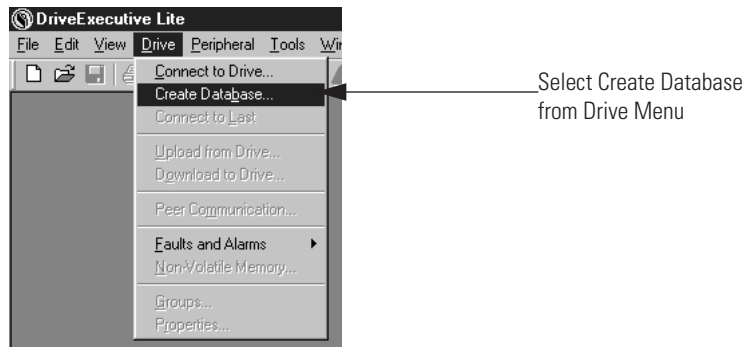 DriveExecutive Lite
File Edit View Drive Peripheral Tools
Connect to Drive...
Create Database...
Connect to Last
Upload from Drive...
Download to Drive...
Peer Communication...
Faults and Alarms
Non-Volatile Memory...
Groups...
Properties...
Select Create Database
from Drive Menu